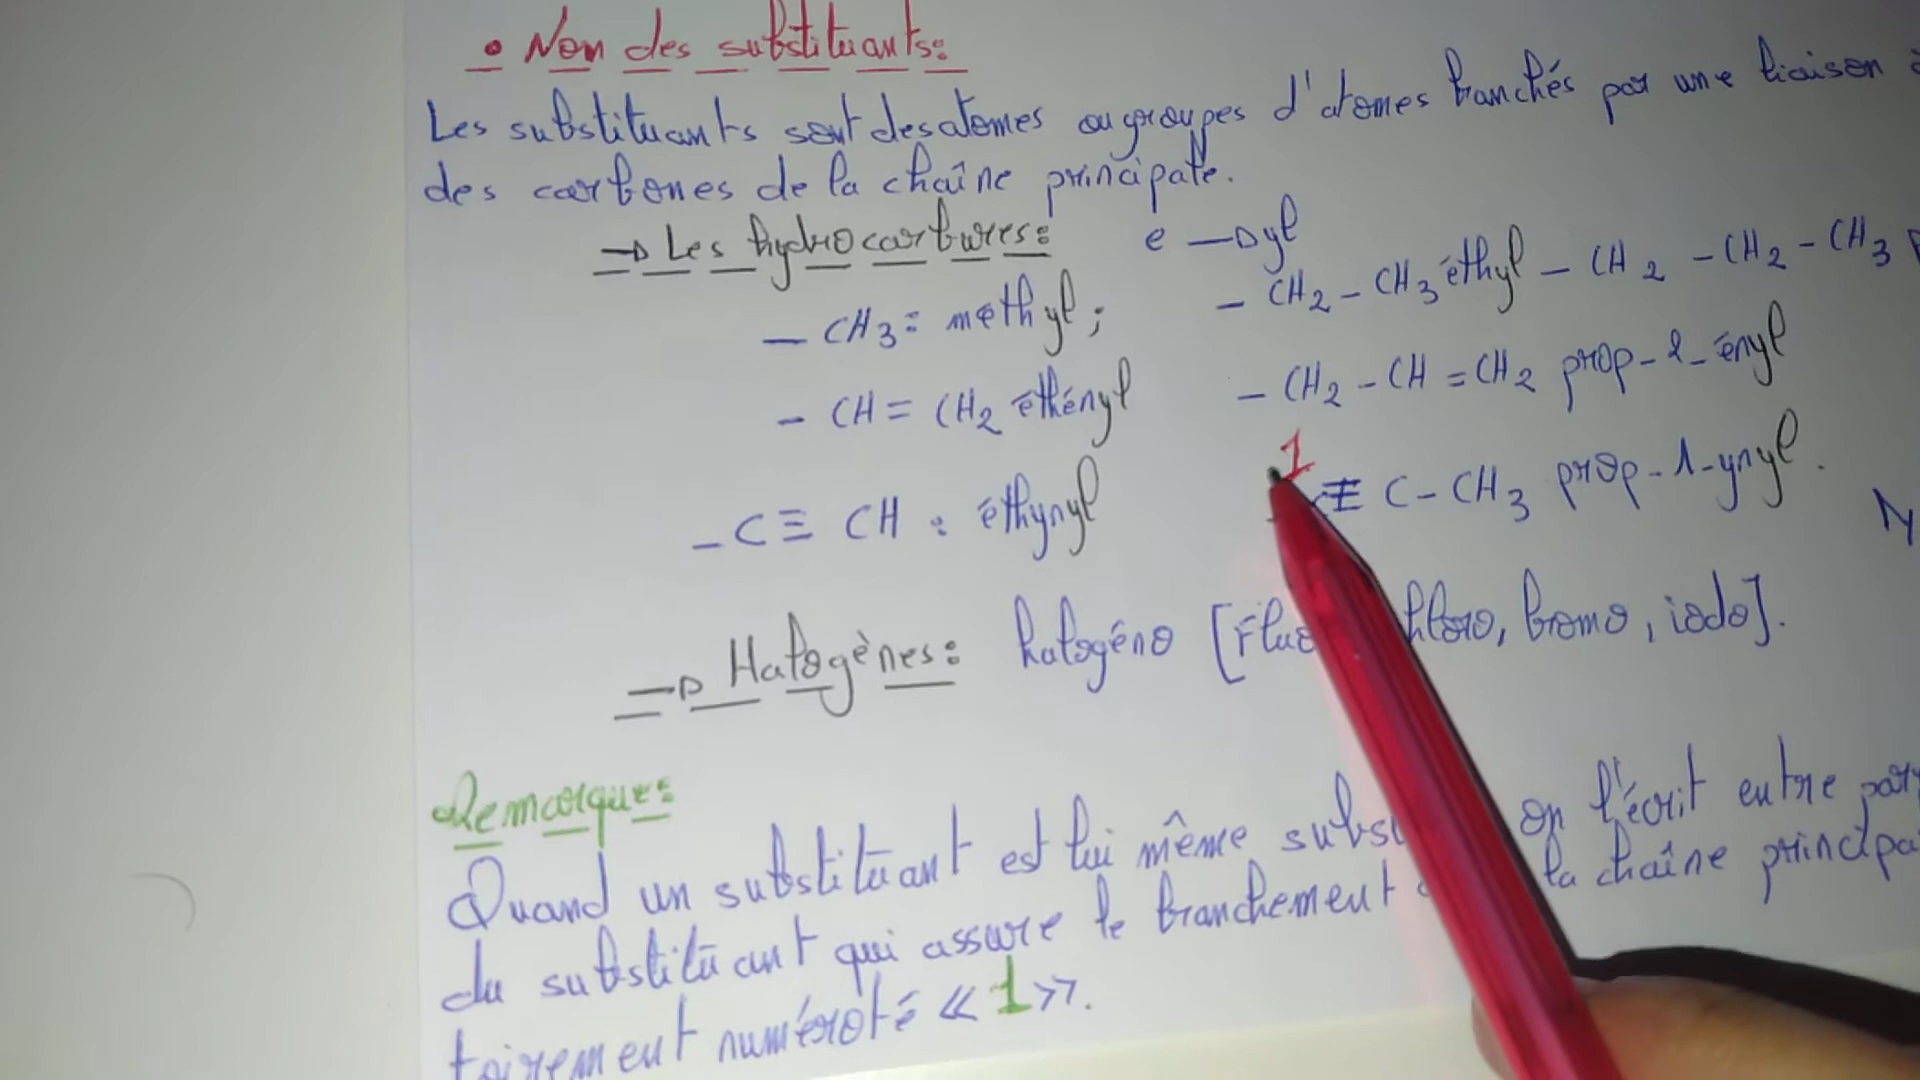 • Nom des substituants:
Les substituants sont des atomes ou groupes d'atomes branchés par une liaison à
des carbones de la chaîne principale.
→ Les hydrocarbures: e → yl
- CH3 = méthyl; - CH2 - CH3 éthyl - CH2 - CH2 - CH3
- CH = CH2 éthényl - CH2 - CH = CH2 prop-2-ényl
1
- C ≡ CH : éthynyl ≡ C - CH3 prop-1-ynyl.
→ Halogènes: halogéno [fluo hloro, bromo, iodo].
Remarque:
Quand un substituant est lui même subs on l'écrit entre par
du substituant qui assure le branchement la chaîne principa
toirement numéroté «1».